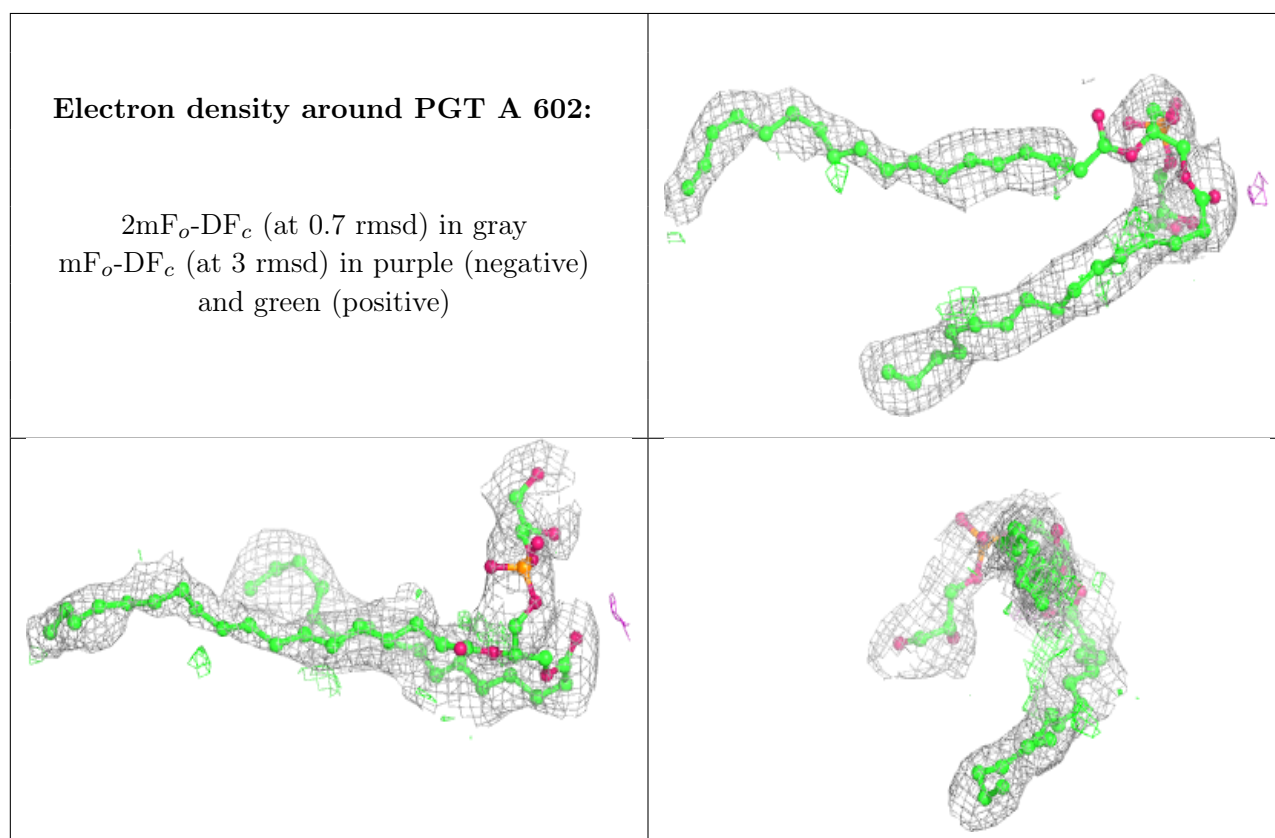 Electron density around PGT A 602:
2mFo-DFc (at 0.7 rmsd) in gray
mFo-DFc (at 3 rmsd) in purple (negative)
and green (positive)